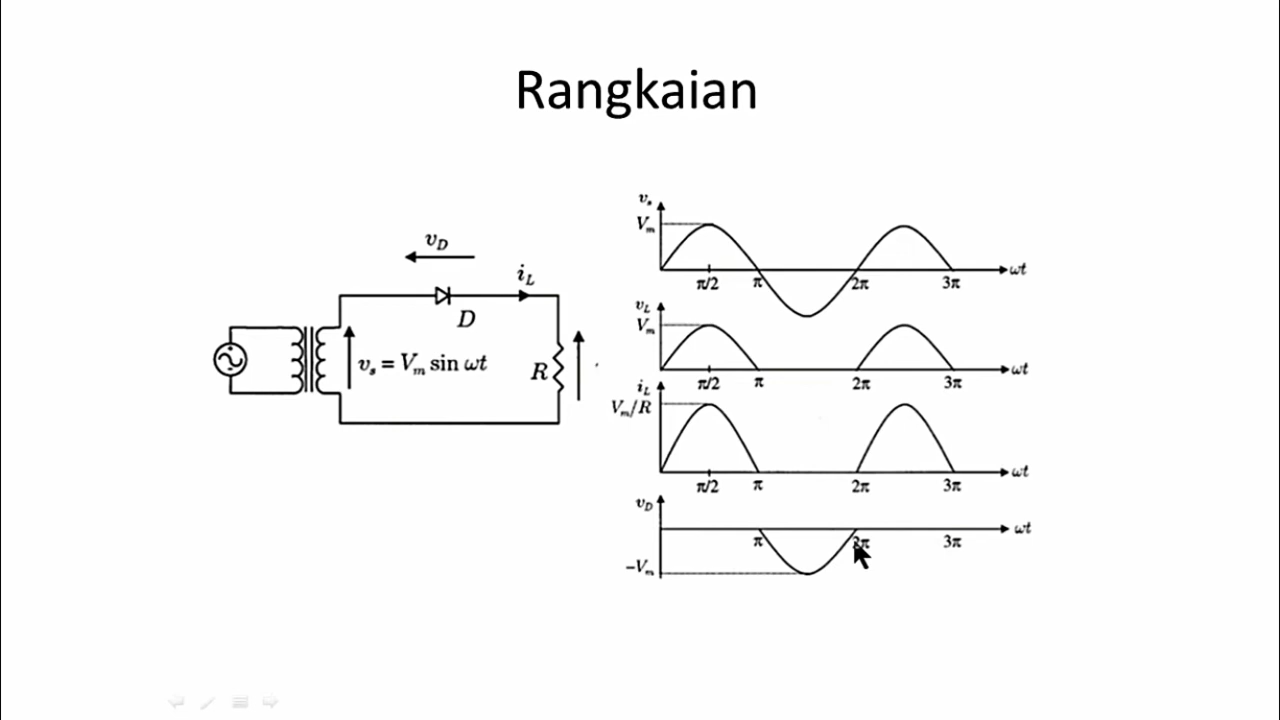 Rangkaian
v_D
i_L
D
v_s = V_m sin ωt
R
v_s
V_m
ωt
π/2 π 2π 3π
v_L
V_m
ωt
π/2 π 2π 3π
i_L
V_m/R
ωt
π/2 π 2π 3π
v_D
ωt
π 2π 3π
−V_m